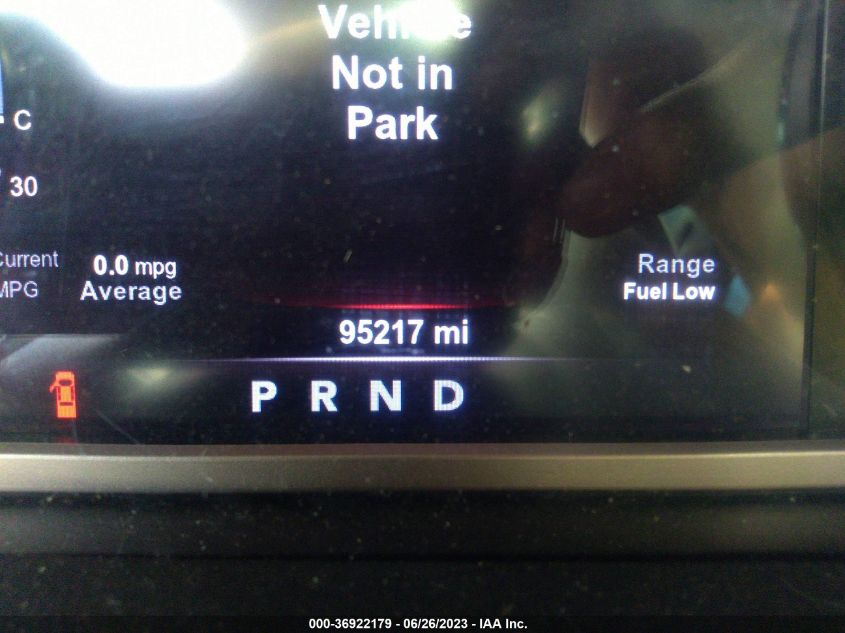 Vehicle
Not in
Park
C
30
Current
MPG
0.0 mpg
Average
Range
Fuel Low
95217 mi
P R N D
000-36922179 - 06/26/2023 - IAA Inc.